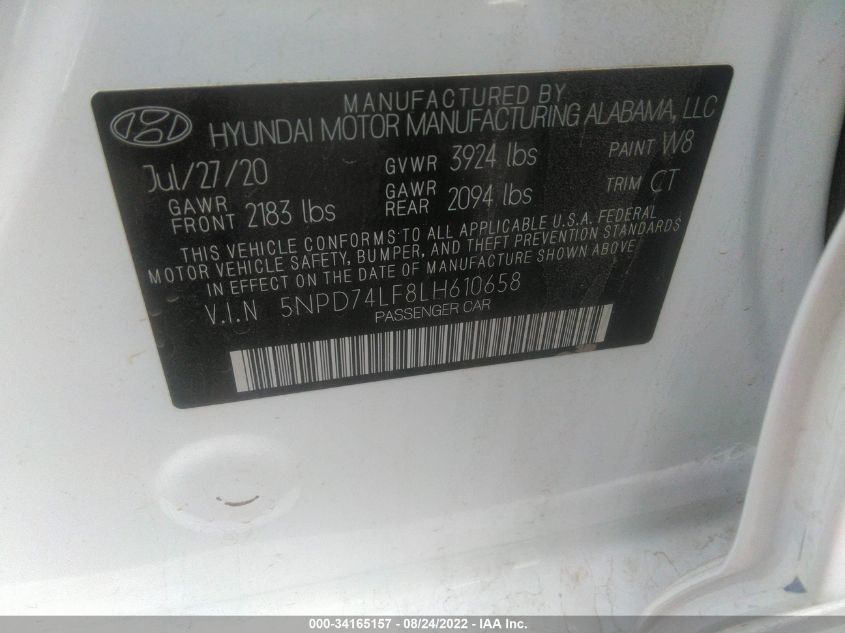 MANUFACTURED BY
HYUNDAI MOTOR MANUFACTURING ALABAMA, LLC
Jul/27/20 GVWR 3924 lbs PAINT W8
GAWR FRONT 2183 lbs GAWR REAR 2094 lbs TRIM CT
THIS VEHICLE CONFORMS TO ALL APPLICABLE U.S.A. FEDERAL
MOTOR VEHICLE SAFETY, BUMPER, AND THEFT PREVENTION STANDARDS
IN EFFECT ON THE DATE OF MANUFACTURE SHOWN ABOVE
V.I.N 5NPD74LF8LH610658
PASSENGER CAR
000-34165157 - 08/24/2022 - IAA Inc.